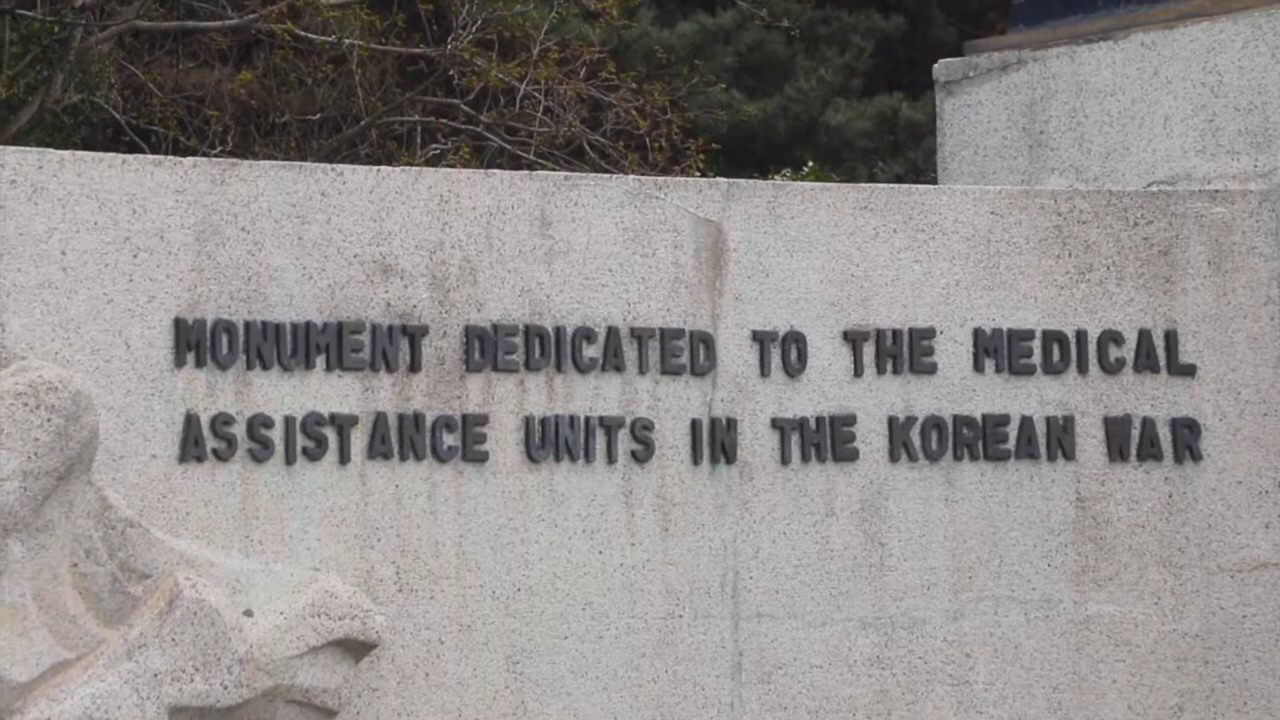 MONUMENT DEDICATED TO THE MEDICAL
ASSISTANCE UNITS IN THE KOREAN WAR